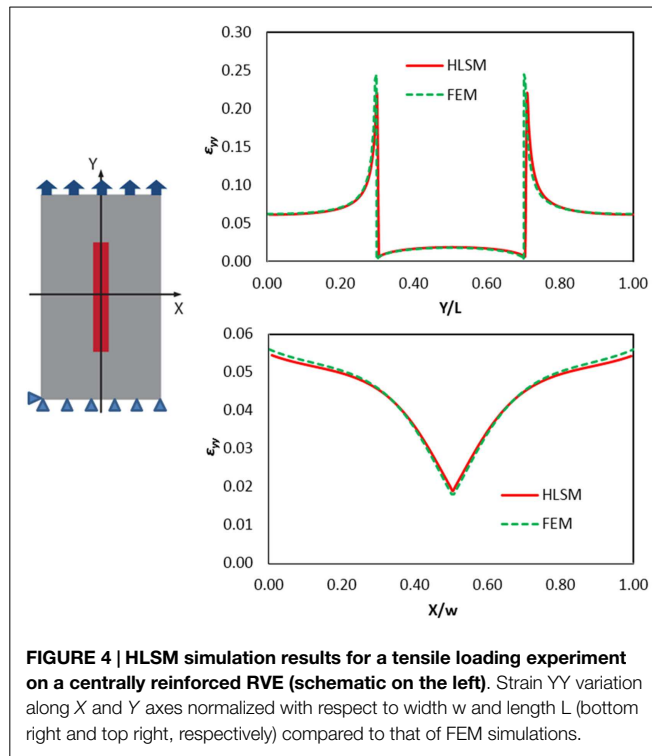 0.30
0.25
0.20
0.15
0.10
0.05
0.00
εyy
HLSM
FEM
0.00 0.20 0.40 0.60 0.80 1.00
Y/L
Y
X
0.06
0.05
0.04
0.03
0.02
0.01
0.00
εyy
HLSM
FEM
0.00 0.20 0.40 0.60 0.80 1.00
X/w
FIGURE 4 | HLSM simulation results for a tensile loading experiment
on a centrally reinforced RVE (schematic on the left). Strain YY variation
along X and Y axes normalized with respect to width w and length L (bottom
right and top right, respectively) compared to that of FEM simulations.